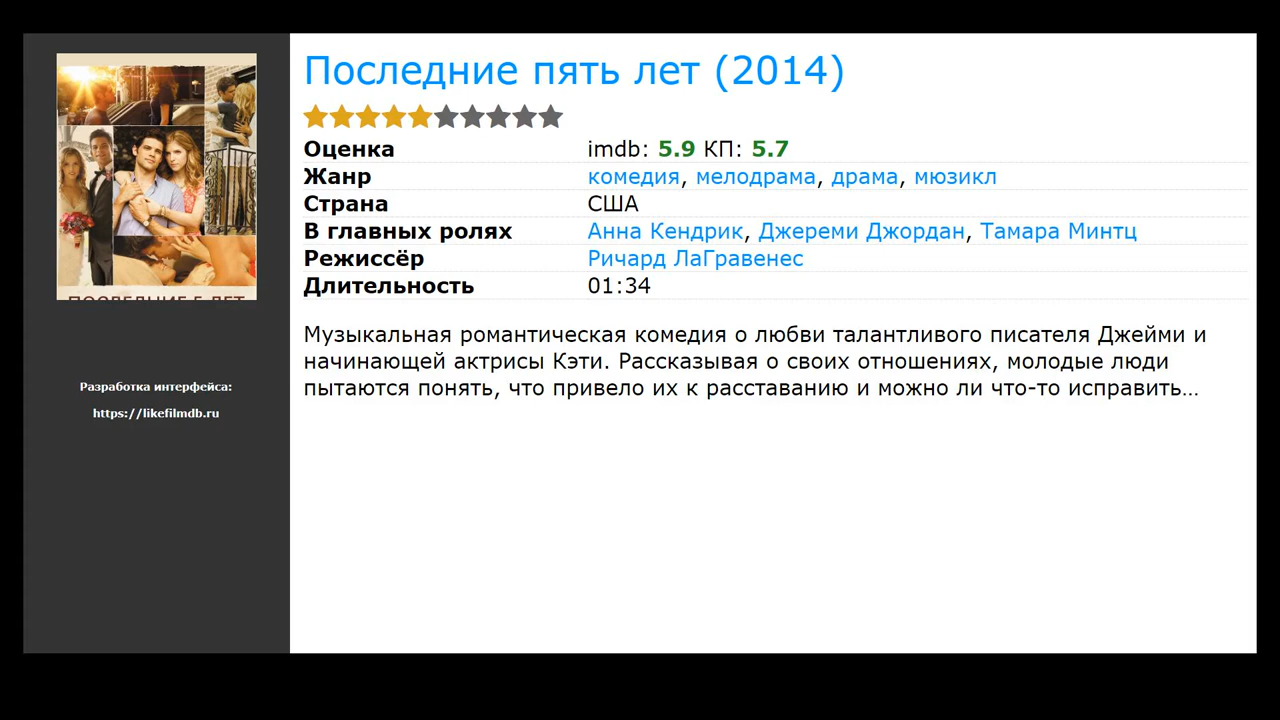 Последние пять лет (2014)
Оценка imdb: 5.9 КП: 5.7
Жанр комедия, мелодрама, драма, мюзикл
Страна США
В главных ролях Анна Кендрик, Джереми Джордан, Тамара Минтц
Режиссёр Ричард ЛаГравенес
Длительность 01:34
Музыкальная романтическая комедия о любви талантливого писателя Джейми и
начинающей актрисы Кэти. Рассказывая о своих отношениях, молодые люди
пытаются понять, что привело их к расставанию и можно ли что-то исправить…
ПОСЛЕДНИЕ 5 ЛЕТ
Разработка интерфейса:
https://likefilmdb.ru